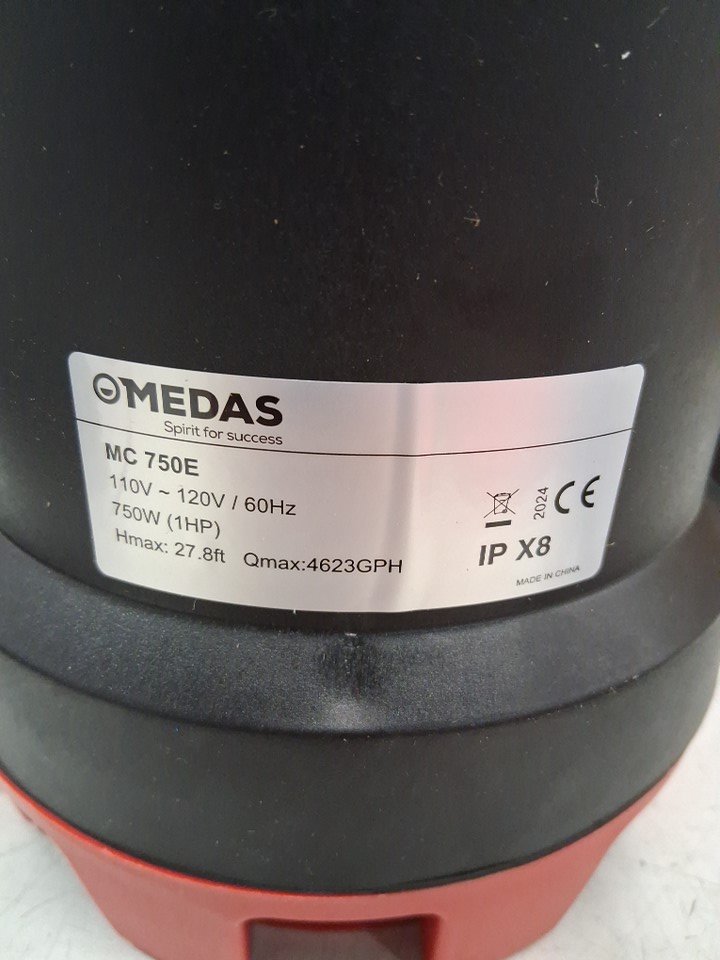 OMEDAS
Spirit for success
MC 750E
110V ~ 120V / 60Hz
750W (1HP)
Hmax: 27.8ft Qmax:4623GPH
2024
CE
IP X8
MADE IN CHINA